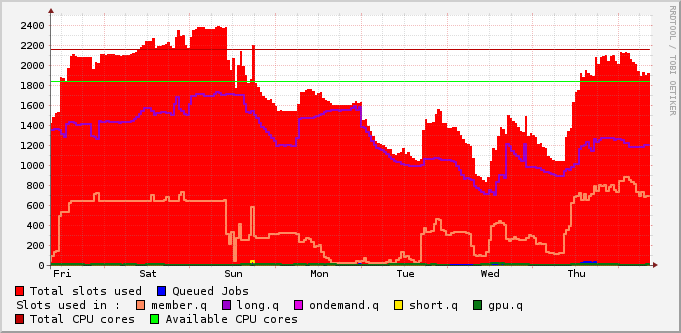 RRDTOOL / TOBI OETIKER
2400
2200
2000
1800
1600
1400
1200
1000
800
600
400
200
0
Fri Sat Sun Mon Tue Wed Thu
Total slots used Queued Jobs
Slots used in : member.q long.q ondemand.q short.q gpu.q
Total CPU cores Available CPU cores